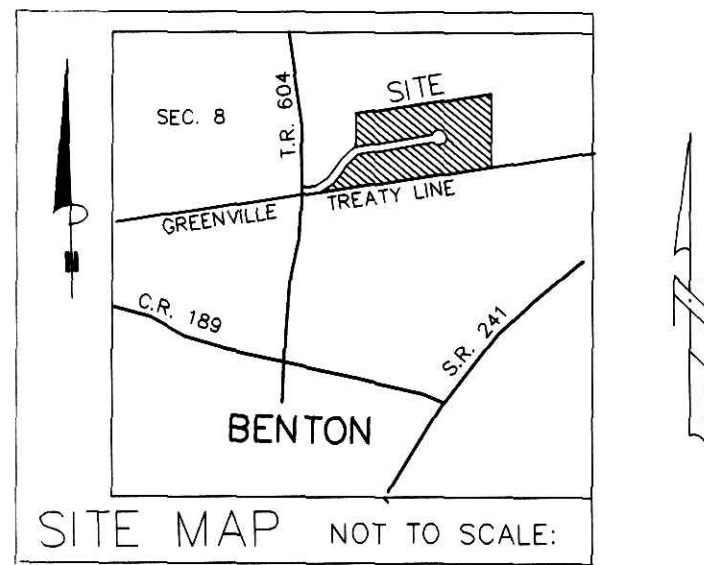 SITE
SEC. 8
T.R. 604
GREENVILLE TREATY LINE
N
C.R. 189
S.R. 241
BENTON
SITE MAP NOT TO SCALE: